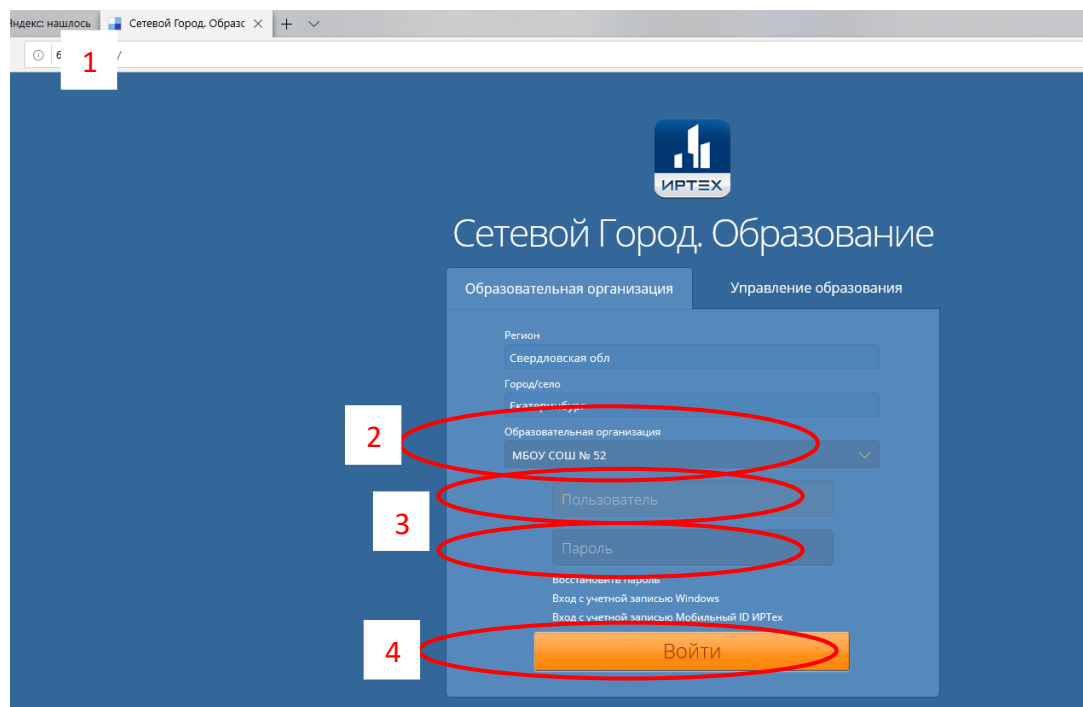 Яндекс: нашлось
Сетевой Город. Образс
1
/
ИРТЕХ
Сетевой Город. Образование
Образовательная организация
Управление образования
Регион
Свердловская обл
Город/село
Екатеринбург
2
Образовательная организация
МБОУ СОШ № 52
3
Пользователь
Пароль
Восстановить пароль
Вход с учетной записью Windows
Вход с учетной записью Мобильный ID ИРТех
4
Войти